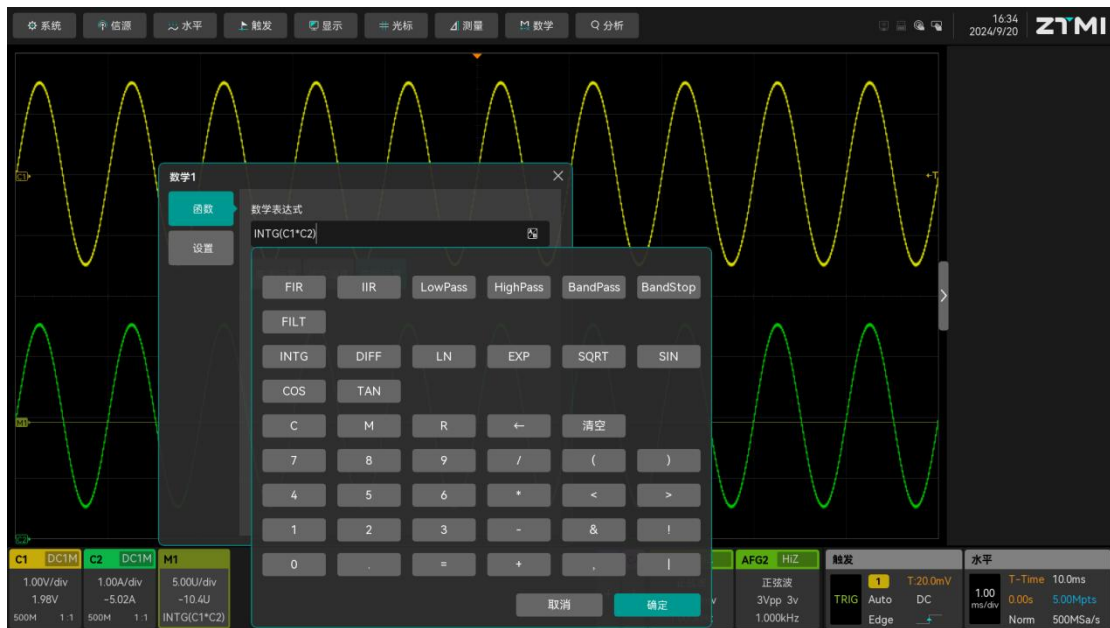 系统 信源 水平 触发 显示 光标 测量 数学 分析 16:34 2024/9/20 ZTMI
C1
T
数学1
函数
数学表达式
INTG(C1*C2)
设置
FIR IIR LowPass HighPass BandPass BandStop
FILT
INTG DIFF LN EXP SQRT SIN
COS TAN
C M R ← 清空
7 8 9 / ( )
4 5 6 * < >
1 2 3 - & !
0 . = + , |
取消 确定
M1
C2
C1 DC1M
1.00V/div
1.98V
500M 1:1
C2 DC1M
1.00A/div
-5.02A
500M 1:1
M1
5.00U/div
-10.4U
INTG(C1*C2)
AFG2 HiZ
正弦波
3Vpp 3v
1.000kHz
触发
TRIG
1 T:20.0mV
Auto DC
Edge
水平
1.00 ms/div
T-Time 10.0ms
0.00s 5.00Mpts
Norm 500MSa/s